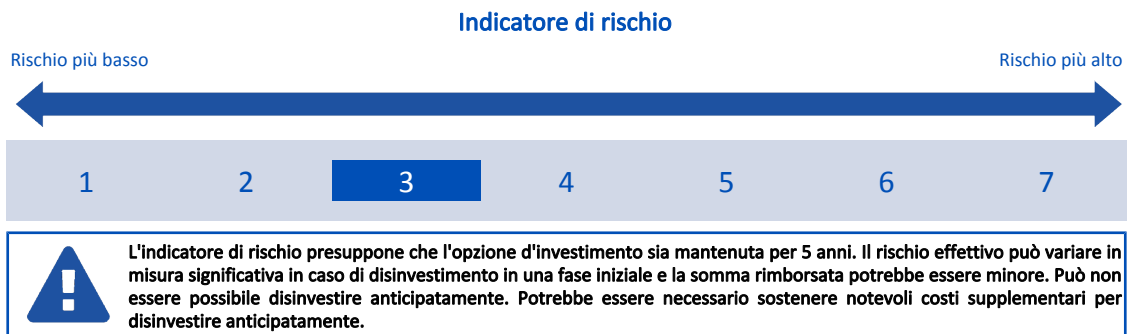 Indicatore di rischio
Rischio più basso
Rischio più alto
1 2 3 4 5 6 7
L'indicatore di rischio presuppone che l'opzione d'investimento sia mantenuta per 5 anni. Il rischio effettivo può variare in
misura significativa in caso di disinvestimento in una fase iniziale e la somma rimborsata potrebbe essere minore. Può non
essere possibile disinvestire anticipatamente. Potrebbe essere necessario sostenere notevoli costi supplementari per
disinvestire anticipatamente.